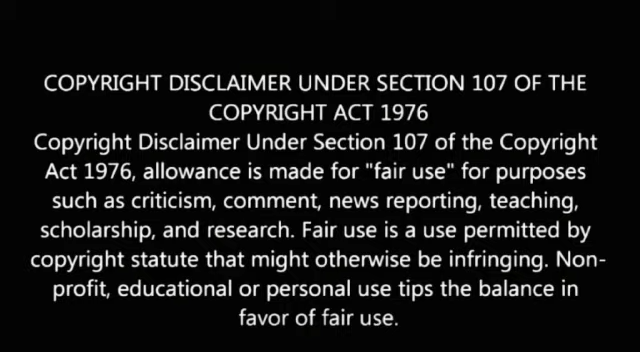 COPYRIGHT DISCLAIMER UNDER SECTION 107 OF THE
COPYRIGHT ACT 1976
Copyright Disclaimer Under Section 107 of the Copyright
Act 1976, allowance is made for "fair use" for purposes
such as criticism, comment, news reporting, teaching,
scholarship, and research. Fair use is a use permitted by
copyright statute that might otherwise be infringing. Non-
profit, educational or personal use tips the balance in
favor of fair use.